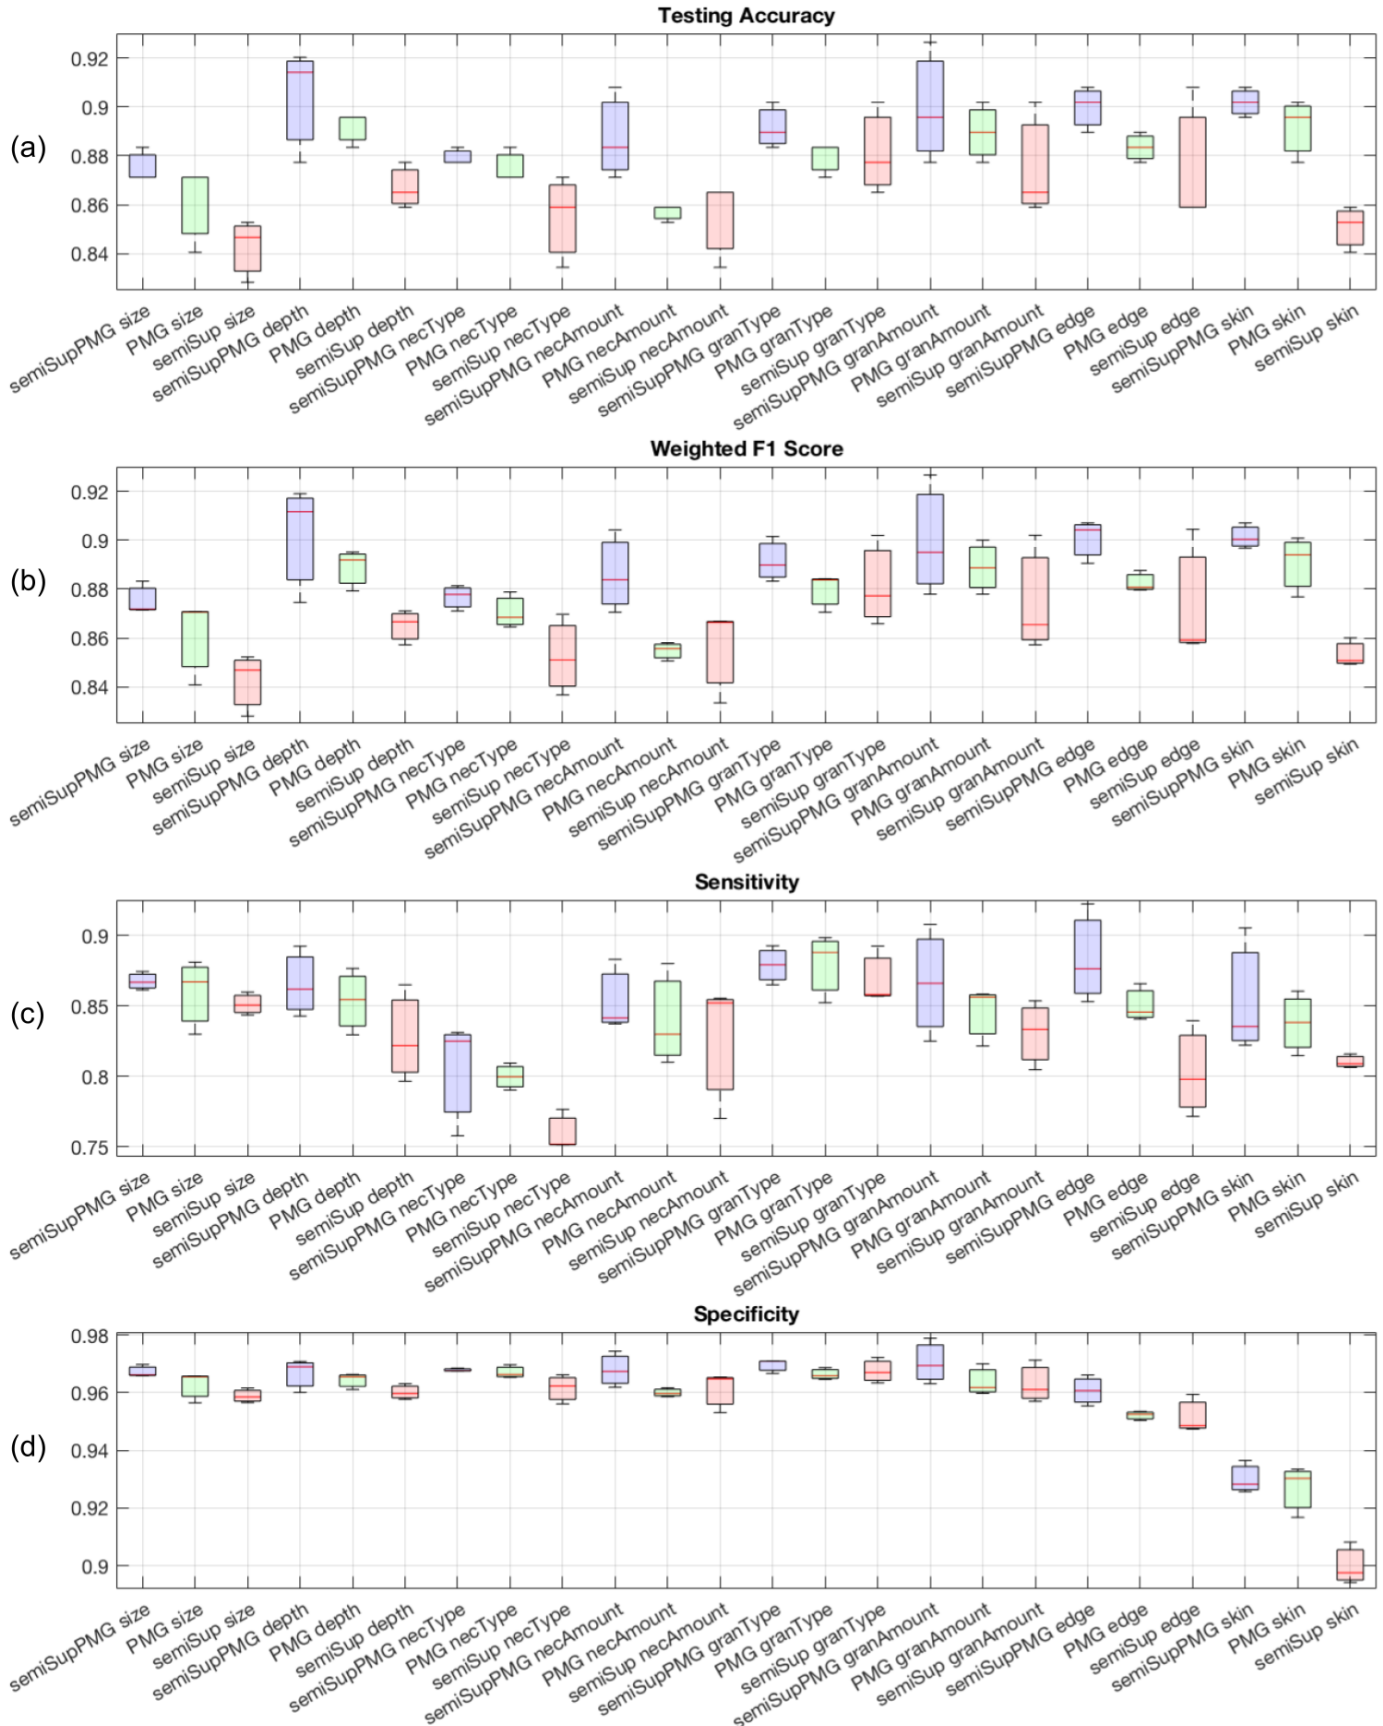 Testing Accuracy
(a)
0.92
0.9
0.88
0.86
0.84
semiSupPMG size
PMG size
semiSup size
semiSupPMG depth
PMG depth
semiSup depth
semiSupPMG necType
PMG necType
semiSup necType
semiSupPMG necAmount
PMG necAmount
semiSup necAmount
semiSupPMG granType
PMG granType
semiSup granType
semiSupPMG granAmount
PMG granAmount
semiSup granAmount
semiSupPMG edge
PMG edge
semiSup edge
semiSupPMG skin
PMG skin
semiSup skin
Weighted F1 Score
(b)
0.92
0.9
0.88
0.86
0.84
semiSupPMG size
PMG size
semiSup size
semiSupPMG depth
PMG depth
semiSup depth
semiSupPMG necType
PMG necType
semiSup necType
semiSupPMG necAmount
PMG necAmount
semiSup necAmount
semiSupPMG granType
PMG granType
semiSup granType
semiSupPMG granAmount
PMG granAmount
semiSup granAmount
semiSupPMG edge
PMG edge
semiSup edge
semiSupPMG skin
PMG skin
semiSup skin
Sensitivity
(c)
0.9
0.85
0.8
0.75
semiSupPMG size
PMG size
semiSup size
semiSupPMG depth
PMG depth
semiSup depth
semiSupPMG necType
PMG necType
semiSup necType
semiSupPMG necAmount
PMG necAmount
semiSup necAmount
semiSupPMG granType
PMG granType
semiSup granType
semiSupPMG granAmount
PMG granAmount
semiSup granAmount
semiSupPMG edge
PMG edge
semiSup edge
semiSupPMG skin
PMG skin
semiSup skin
Specificity
(d)
0.98
0.96
0.94
0.92
0.9
semiSupPMG size
PMG size
semiSup size
semiSupPMG depth
PMG depth
semiSup depth
semiSupPMG necType
PMG necType
semiSup necType
semiSupPMG necAmount
PMG necAmount
semiSup necAmount
semiSupPMG granType
PMG granType
semiSup granType
semiSupPMG granAmount
PMG granAmount
semiSup granAmount
semiSupPMG edge
PMG edge
semiSup edge
semiSupPMG skin
PMG skin
semiSup skin